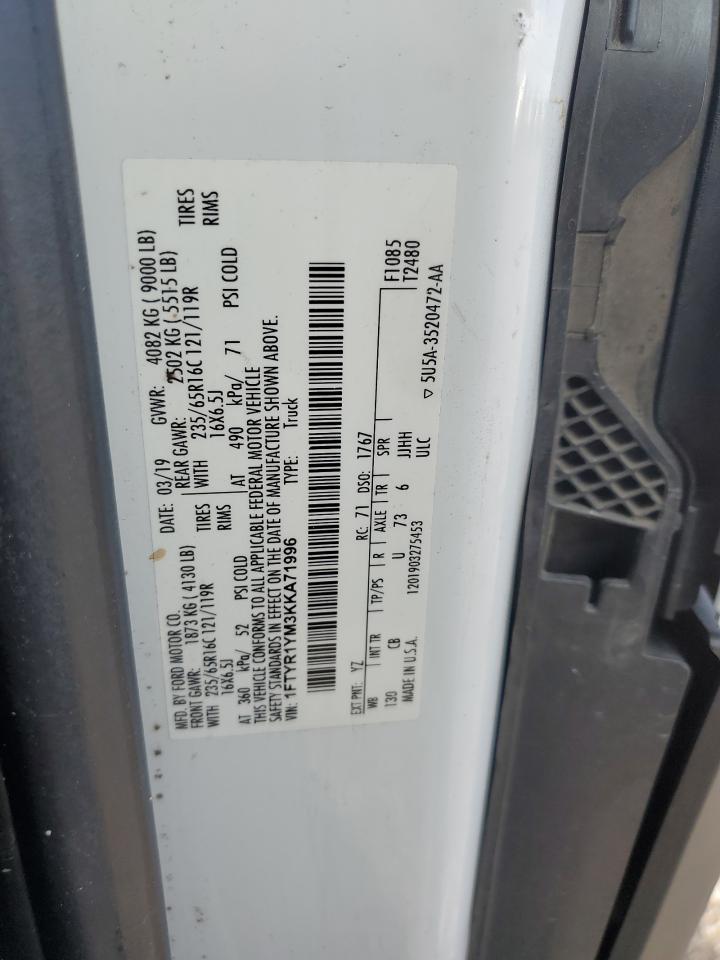 MFD. BY FORD MOTOR CO.
DATE: 03/19 GVWR: 4082 KG ( 9000 LB)
FRONT GAWR: 1873 KG ( 4130 LB) REAR GAWR: 2502 KG ( 5515 LB)
WITH 235/65R16C 121/119R TIRES WITH 235/65R16C 121/119R TIRES
16X6.5J RIMS 16X6.5J RIMS
AT 360 kPa/ 52 PSI COLD AT 490 kPa/ 71 PSI COLD
THIS VEHICLE CONFORMS TO ALL APPLICABLE FEDERAL MOTOR VEHICLE
SAFETY STANDARDS IN EFFECT ON THE DATE OF MANUFACTURE SHOWN ABOVE.
VIN: 1FTYR1YM3KKA71996 TYPE: Truck
EXT PNT: YZ RC: 71 DSO: 1767 F1085
WB INT TR TP/PS R AXLE TR SPR T2480
130 CB U 73 6 JJHH
MADE IN U.S.A. 1201903275453 ULC
▽ 5U5A-3520472-AA